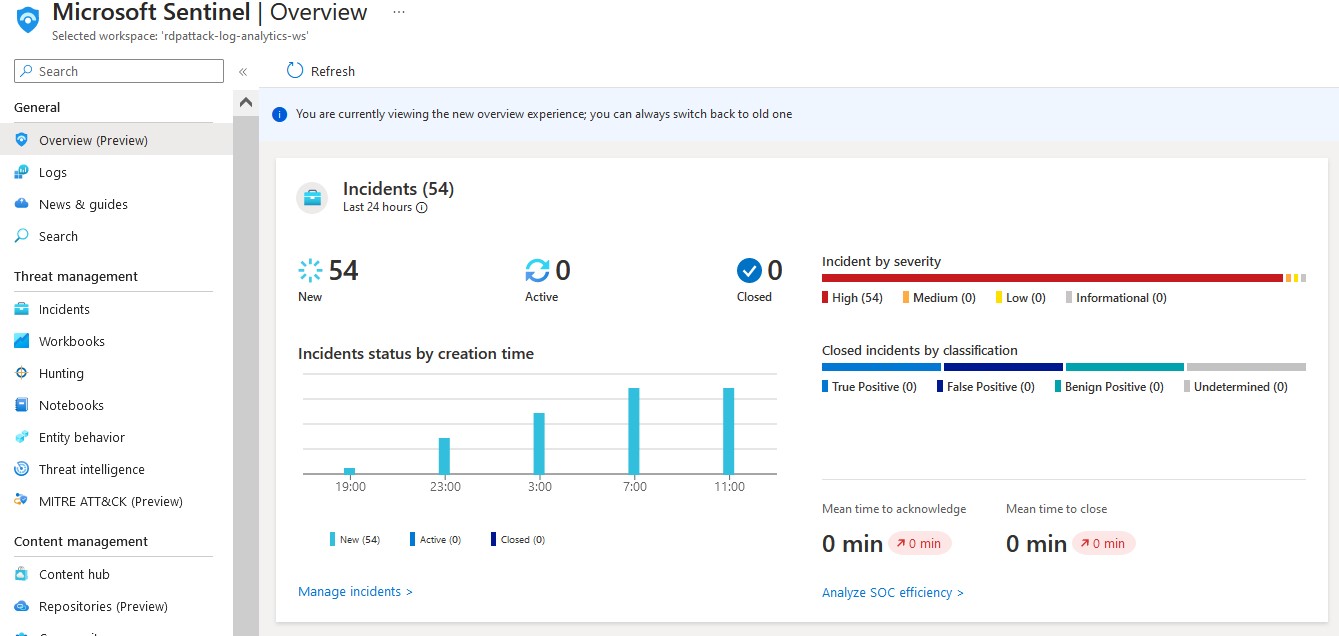 Microsoft Sentinel | Overview ...
Selected workspace: 'rdpattack-log-analytics-ws'
Search
«
Refresh
General
You are currently viewing the new overview experience; you can always switch back to old one
Overview (Preview)
Logs
News & guides
Search
Threat management
Incidents
Workbooks
Hunting
Notebooks
Entity behavior
Threat intelligence
MITRE ATT&CK (Preview)
Content management
Content hub
Repositories (Preview)
Incidents (54)
Last 24 hours
54
New
0
Active
0
Closed
Incidents status by creation time
19:00 23:00 3:00 7:00 11:00
New (54) Active (0) Closed (0)
Manage incidents >
Incident by severity
High (54) Medium (0) Low (0) Informational (0)
Closed incidents by classification
True Positive (0) False Positive (0) Benign Positive (0) Undetermined (0)
Mean time to acknowledge
0 min 0 min
Mean time to close
0 min 0 min
Analyze SOC efficiency >